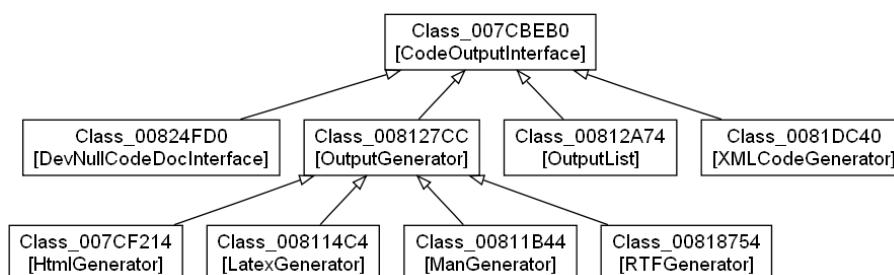 Class_007CBEB0
[CodeOutputInterface]
Class_00824FD0
[DevNullCodeDocInterface]
Class_008127CC
[OutputGenerator]
Class_00812A74
[OutputList]
Class_0081DC40
[XMLCodeGenerator]
Class_007CF214
[HtmlGenerator]
Class_008114C4
[LatexGenerator]
Class_00811B44
[ManGenerator]
Class_00818754
[RTFGenerator]